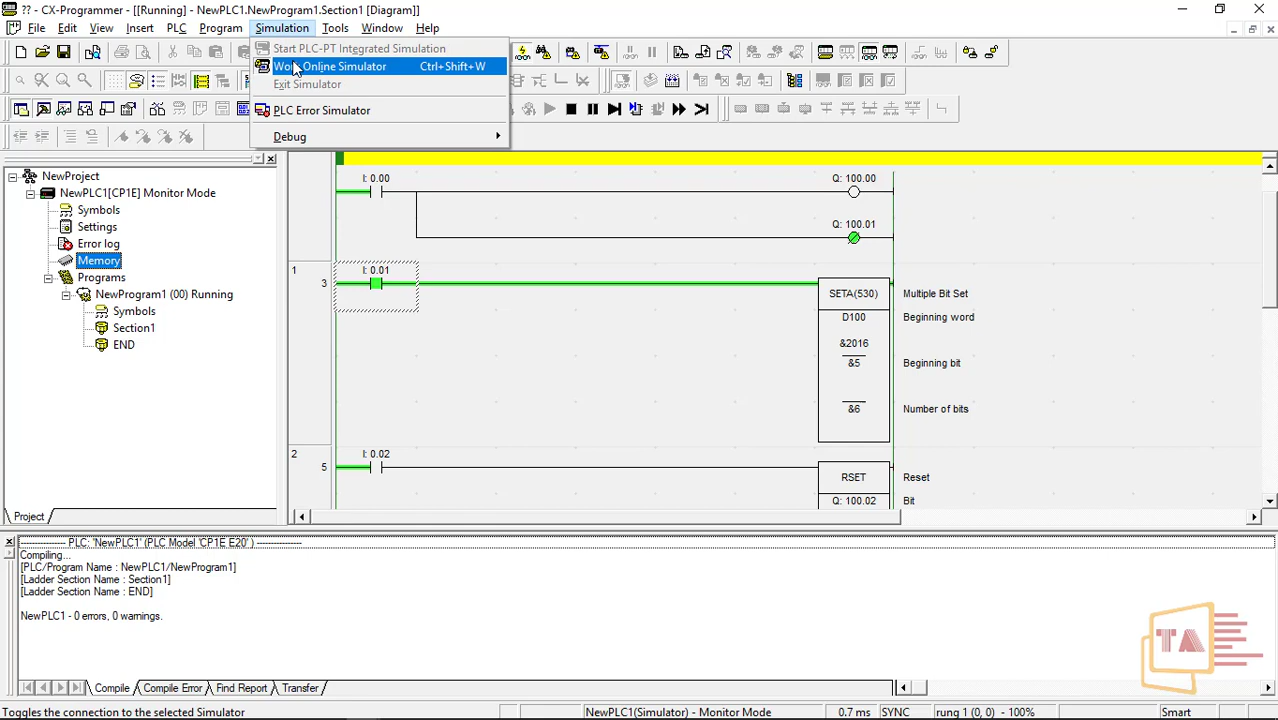 ?? - CX-Programmer - [[Running] - NewPLC1.NewProgram1.Section1 [Diagram]]
File Edit View Insert PLC Program Simulation Tools Window Help
Start PLC-PT Integrated Simulation
Work Online Simulator Ctrl+Shift+W
Exit Simulator
PLC Error Simulator
Debug
NewProject
NewPLC1[CP1E] Monitor Mode
Symbols
Settings
Error log
Memory
Programs
NewProgram1 (00) Running
Symbols
Section1
END
Project
I: 0.00
Q: 100.00
Q: 100.01
1
3
I: 0.01
SETA(530) Multiple Bit Set
D100 Beginning word
&2016
&5 Beginning bit
&6 Number of bits
2
5
I: 0.02
RSET Reset
Q: 100.02 Bit
--------------- PLC: 'NewPLC1' (PLC Model 'CP1E E20' ) ---------------
Compiling...
[PLC/Program Name : NewPLC1/NewProgram1]
[Ladder Section Name : Section1]
[Ladder Section Name : END]
NewPLC1 - 0 errors, 0 warnings.
Compile Compile Error Find Report Transfer
TA
Toggles the connection to the selected Simulator
NewPLC1(Simulator) - Monitor Mode 0.7 ms SYNC rung 1 (0, 0) - 100% Smart